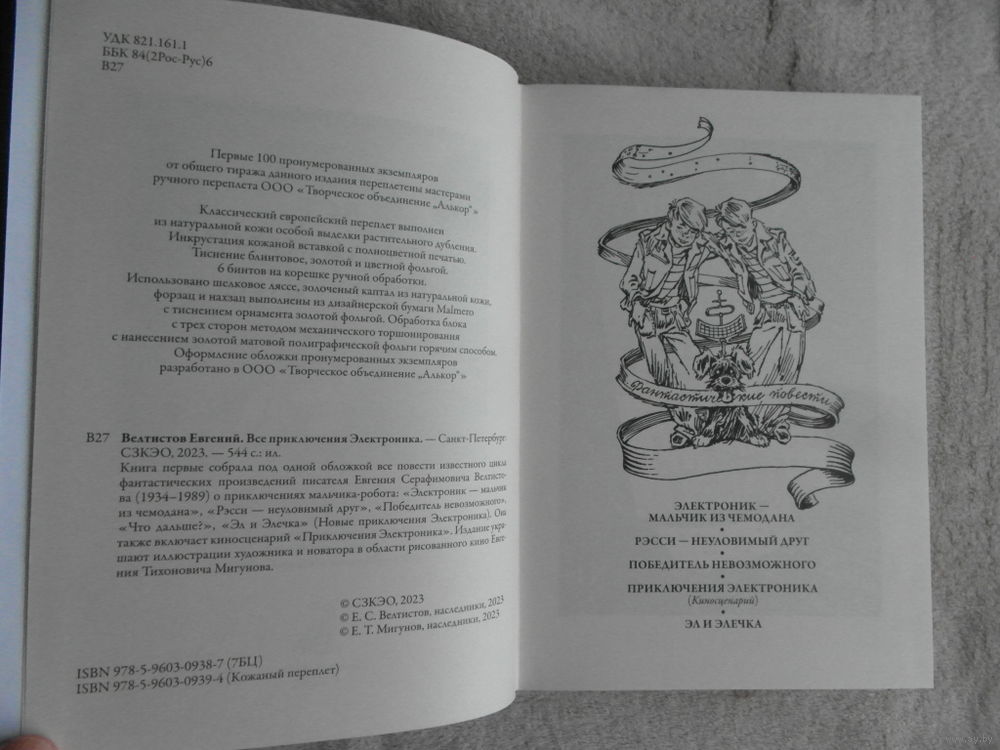 УДК 821.161.1
ББК 84(2Рос-Рус)6
В27
Первые 100 пронумерованных экземпляров
от общего тиража данного издания переплетены мастерами
ручного переплета ООО «Творческое объединение „Алькор"»
Классический европейский переплет выполнен
из натуральной кожи особой выделки растительного дубления.
Инкрустация кожаной вставкой с полноцветной печатью.
Тиснение блинтовое, золотой и цветной фольгой.
6 бинтов на корешке ручной обработки.
Использовано шелковое ляссе, золоченый каптал из натуральной кожи,
форзац и нахзац выполнены из дизайнерской бумаги Malmero
с тиснением орнамента золотой фольгой. Обработка блока
с трех сторон методом механического торшонирования
с нанесением золотой матовой полиграфической фольги горячим способом.
Оформление обложки пронумерованных экземпляров
разработано в ООО «Творческое объединение „Алькор"»
В27 Велтистов Евгений. Все приключения Электроника. — Санкт-Петербург:
СЗКЭО, 2023. — 544 с.: ил.
Книга первые собрала под одной обложкой все повести известного цикла
фантастических произведений писателя Евгения Серафимовича Велтисто-
ва (1934–1989) о приключениях мальчика-робота: «Электроник — мальчик
из чемодана», «Рэсси — неуловимый друг», «Победитель невозможного»,
«Что дальше?», «Эл и Элечка» (Новые приключения Электроника). Она
также включает киносценарий «Приключения Электроника». Издание укра-
шают иллюстрации художника и новатора в области рисованного кино Евге-
ния Тихоновича Мигунова.
© СЗКЭО, 2023
© Е. С. Велтистов, наследники, 2023
© Е. Т. Мигунов, наследники, 2023
ISBN 978-5-9603-0938-7 (7БЦ)
ISBN 978-5-9603-0939-4 (Кожаный переплет)
Фантастические повести
ЭЛЕКТРОНИК —
МАЛЬЧИК ИЗ ЧЕМОДАНА
•
РЭССИ — НЕУЛОВИМЫЙ ДРУГ
•
ПОБЕДИТЕЛЬ НЕВОЗМОЖНОГО
•
ПРИКЛЮЧЕНИЯ ЭЛЕКТРОНИКА
(Киносценарий)
•
ЭЛ И ЭЛЕЧКА
www.ay.by